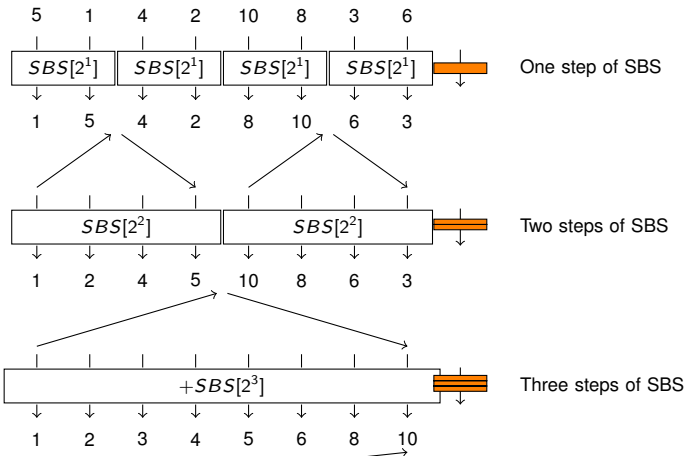 5 1 4 2 10 8 3 6
SBS[2¹] SBS[2¹] SBS[2¹] SBS[2¹] One step of SBS
1 5 4 2 8 10 6 3
SBS[2²] SBS[2²] Two steps of SBS
1 2 4 5 10 8 6 3
+SBS[2³] Three steps of SBS
1 2 3 4 5 6 8 10